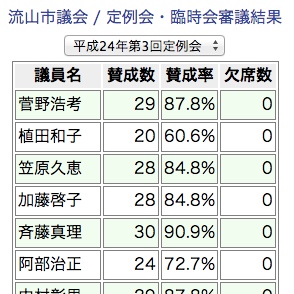 流山市議会 / 定例会・臨時会審議結果
平成24年第3回定例会
議員名 賛成数 賛成率 欠席数
菅野浩考 29 87.8% 0
植田和子 20 60.6% 0
笠原久恵 28 84.8% 0
加藤啓子 28 84.8% 0
斉藤真理 30 90.9% 0
阿部治正 24 72.7% 0